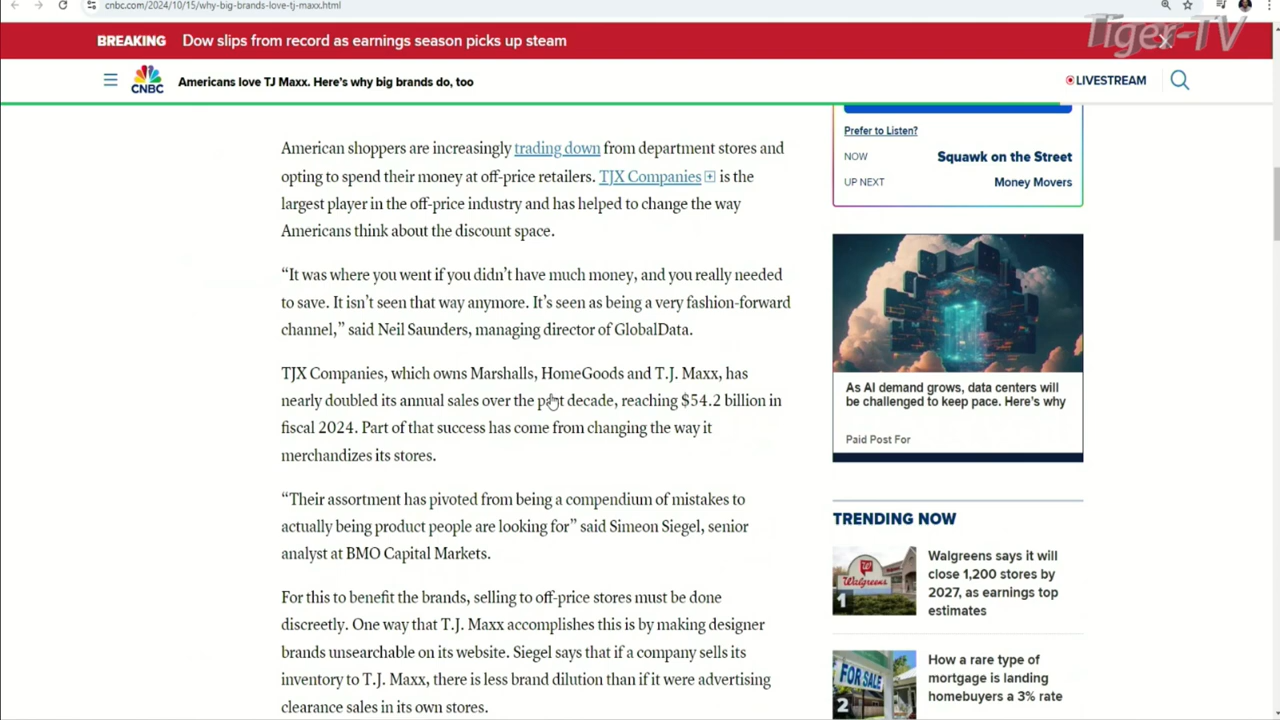 cnbc.com/2024/10/15/why-big-brands-love-tj-maxx.html
Tiger-TV
BREAKING Dow slips from record as earnings season picks up steam
CNBC
Americans love TJ Maxx. Here's why big brands do, too
LIVESTREAM
American shoppers are increasingly trading down from department stores and
opting to spend their money at off-price retailers. TJX Companies is the
largest player in the off-price industry and has helped to change the way
Americans think about the discount space.
“It was where you went if you didn’t have much money, and you really needed
to save. It isn’t seen that way anymore. It’s seen as being a very fashion-forward
channel,” said Neil Saunders, managing director of GlobalData.
TJX Companies, which owns Marshalls, HomeGoods and T.J. Maxx, has
nearly doubled its annual sales over the past decade, reaching $54.2 billion in
fiscal 2024. Part of that success has come from changing the way it
merchandizes its stores.
“Their assortment has pivoted from being a compendium of mistakes to
actually being product people are looking for” said Simeon Siegel, senior
analyst at BMO Capital Markets.
For this to benefit the brands, selling to off-price stores must be done
discreetly. One way that T.J. Maxx accomplishes this is by making designer
brands unsearchable on its website. Siegel says that if a company sells its
inventory to T.J. Maxx, there is less brand dilution than if it were advertising
clearance sales in its own stores.
Prefer to Listen?
NOW Squawk on the Street
UP NEXT Money Movers
As AI demand grows, data centers will
be challenged to keep pace. Here's why
Paid Post For
TRENDING NOW
Walgreens
1
Walgreens says it will
close 1,200 stores by
2027, as earnings top
estimates
FOR SALE
2
How a rare type of
mortgage is landing
homebuyers a 3% rate